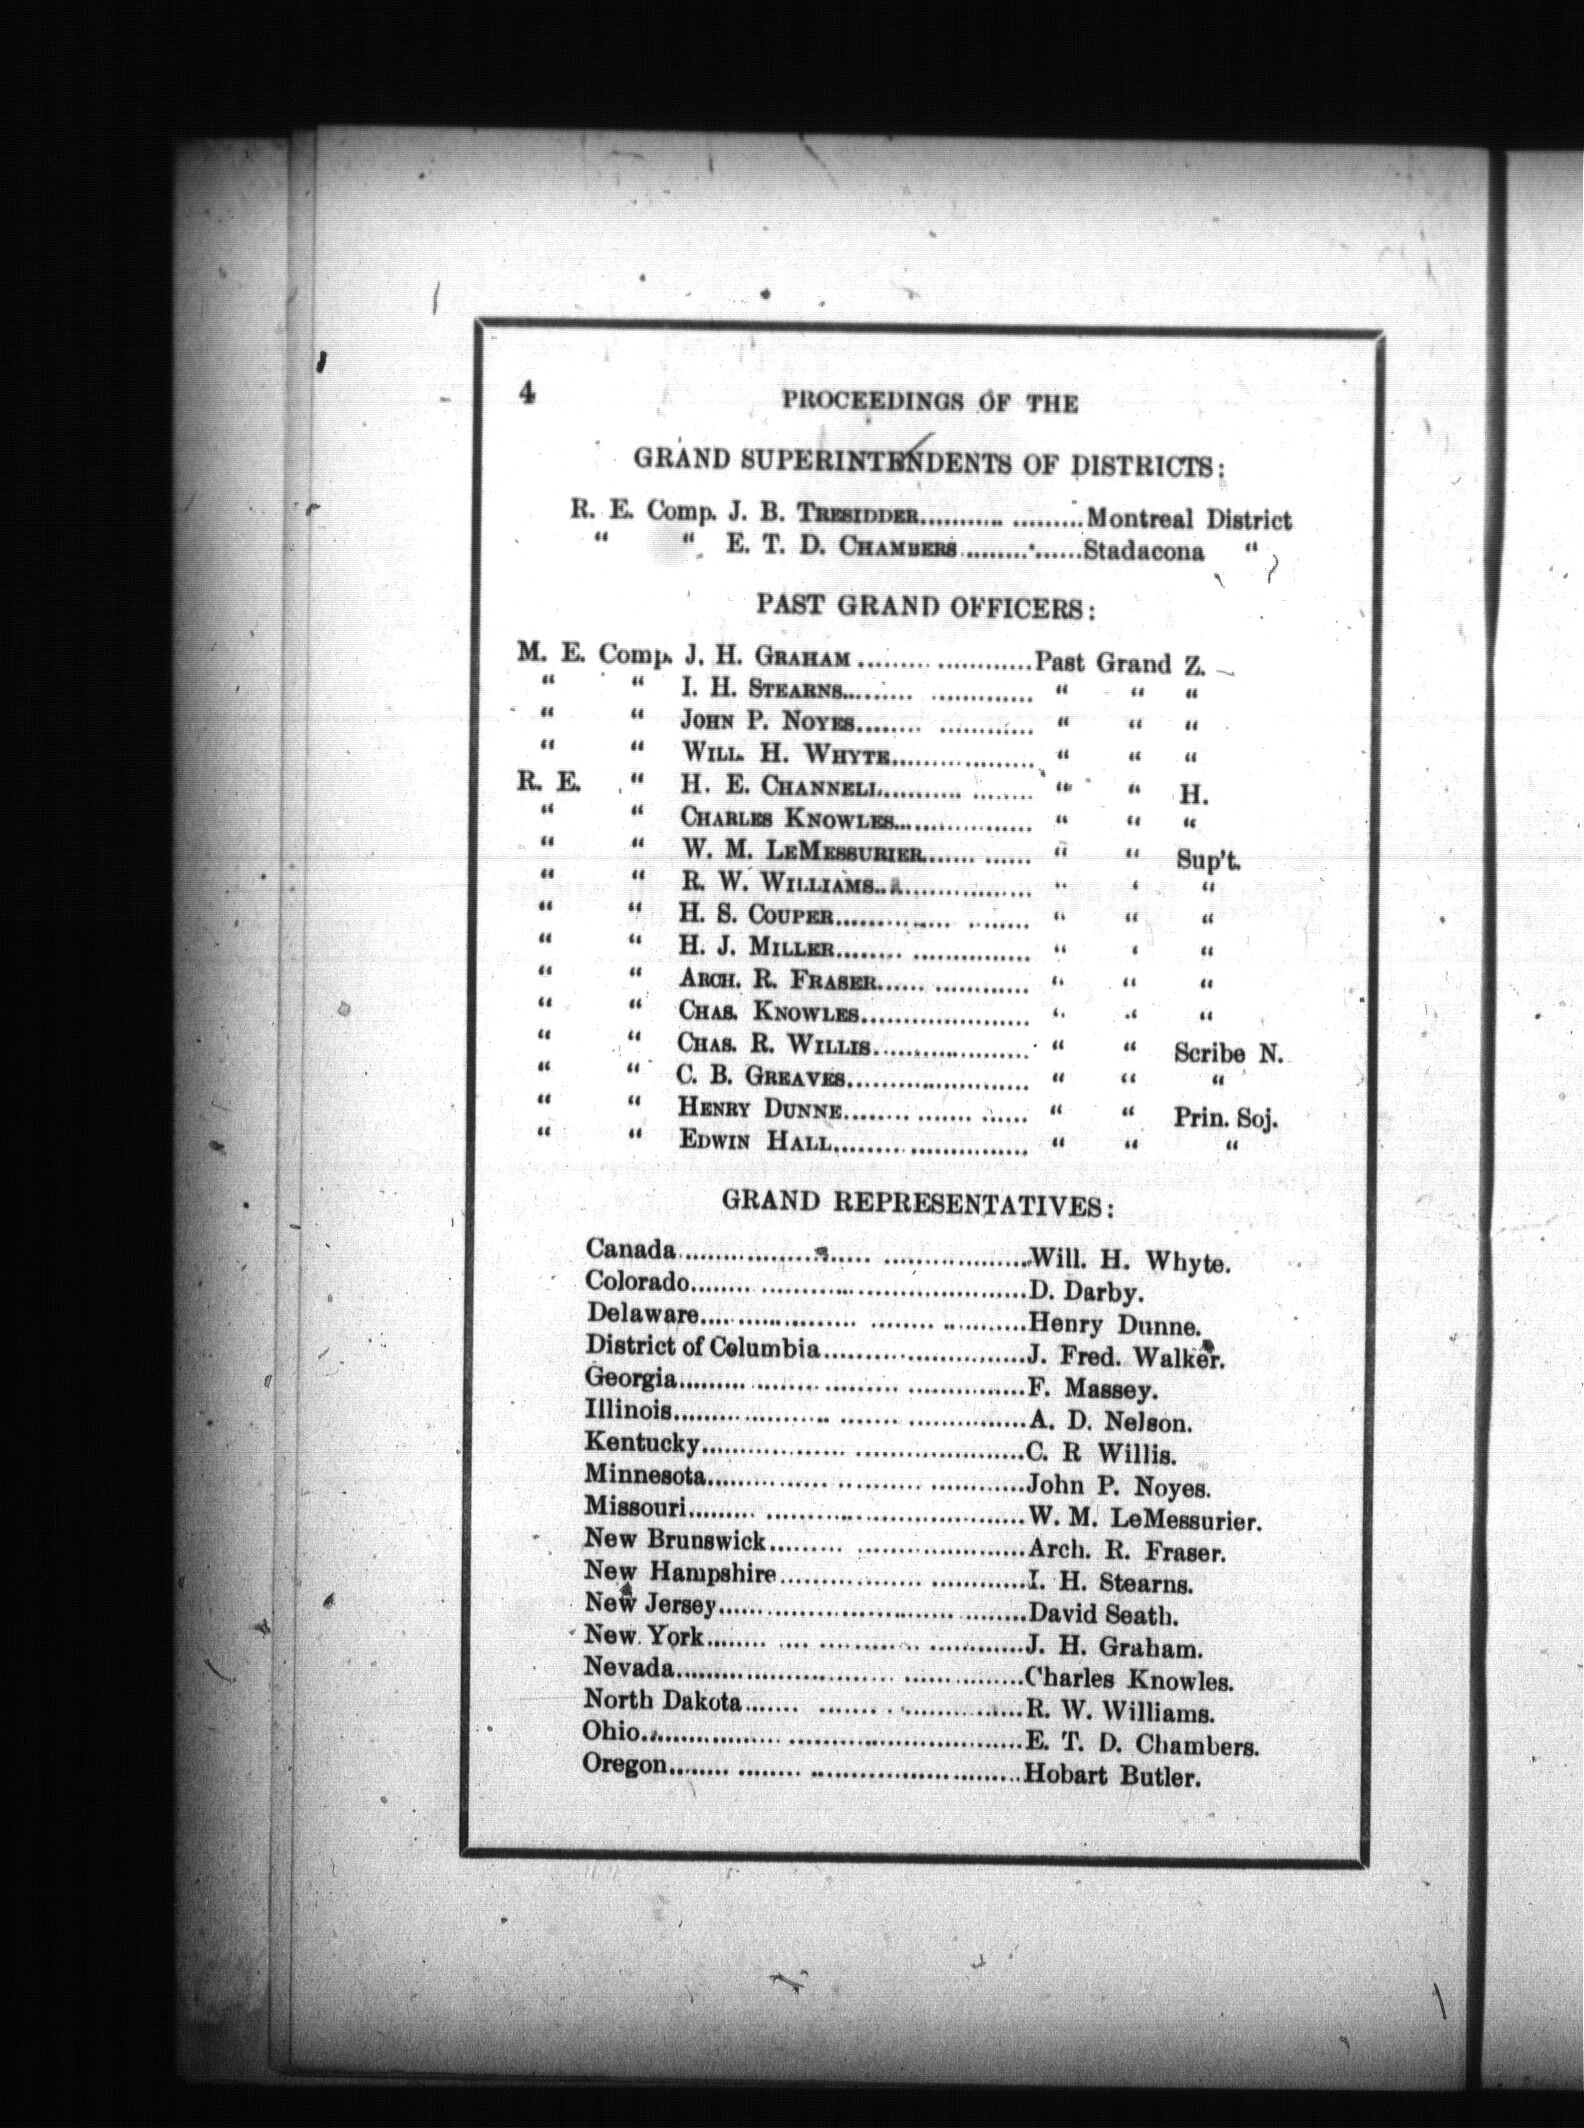 4 PROCEEDINGS OF THE
GRAND SUPERINTENDENTS OF DISTRICTS:
R. E. Comp. J. B. TRESIDDER.....................Montreal District
“ “ E. T. D. CHAMBERS...............Stadacona “
PAST GRAND OFFICERS:
M. E. Comp. J. H. GRAHAM.....................Past Grand Z.
“ “ I. H. STEARNS...................... “ “ “
“ “ JOHN P. NOYES.................... “ “ “
“ “ WILL. H. WHYTE.................. “ “ “
R. E. “ H. E. CHANNELL................. “ “ H.
“ “ CHARLES KNOWLES................. “ “ “
“ “ W. M. LEMESSURIER............. “ “ Sup't.
“ “ R. W. WILLIAMS................... “ ‘ “
“ “ H. S. COUPER...................... “ “ “
“ “ H. J. MILLER...................... “ ‘ “
“ “ ARCH. R. FRASER.................. “ “ “
“ “ CHAS. KNOWLES..................... “ “ “
“ “ CHAS. R. WILLIS................... “ “ Scribe N.
“ “ C. B. GREAVES...................... “ “ “
“ “ HENRY DUNNE..................... “ “ Prin. Soj.
“ “ EDWIN HALL....................... “ “ “
GRAND REPRESENTATIVES:
Canada..........................................Will. H. Whyte.
Colorado........................................D. Darby.
Delaware.......................................Henry Dunne.
District of Columbia.........................J. Fred. Walker.
Georgia.........................................F. Massey.
Illinois..........................................A. D. Nelson.
Kentucky.......................................C. R Willis.
Minnesota......................................John P. Noyes.
Missouri........................................W. M. LeMessurier.
New Brunswick..............................Arch. R. Fraser.
New Hampshire.............................I. H. Stearns.
New Jersey....................................David Seath.
New York......................................J. H. Graham.
Nevada.........................................Charles Knowles.
North Dakota.................................R. W. Williams.
Ohio.............................................E. T. D. Chambers.
Oregon..........................................Hobart Butler.